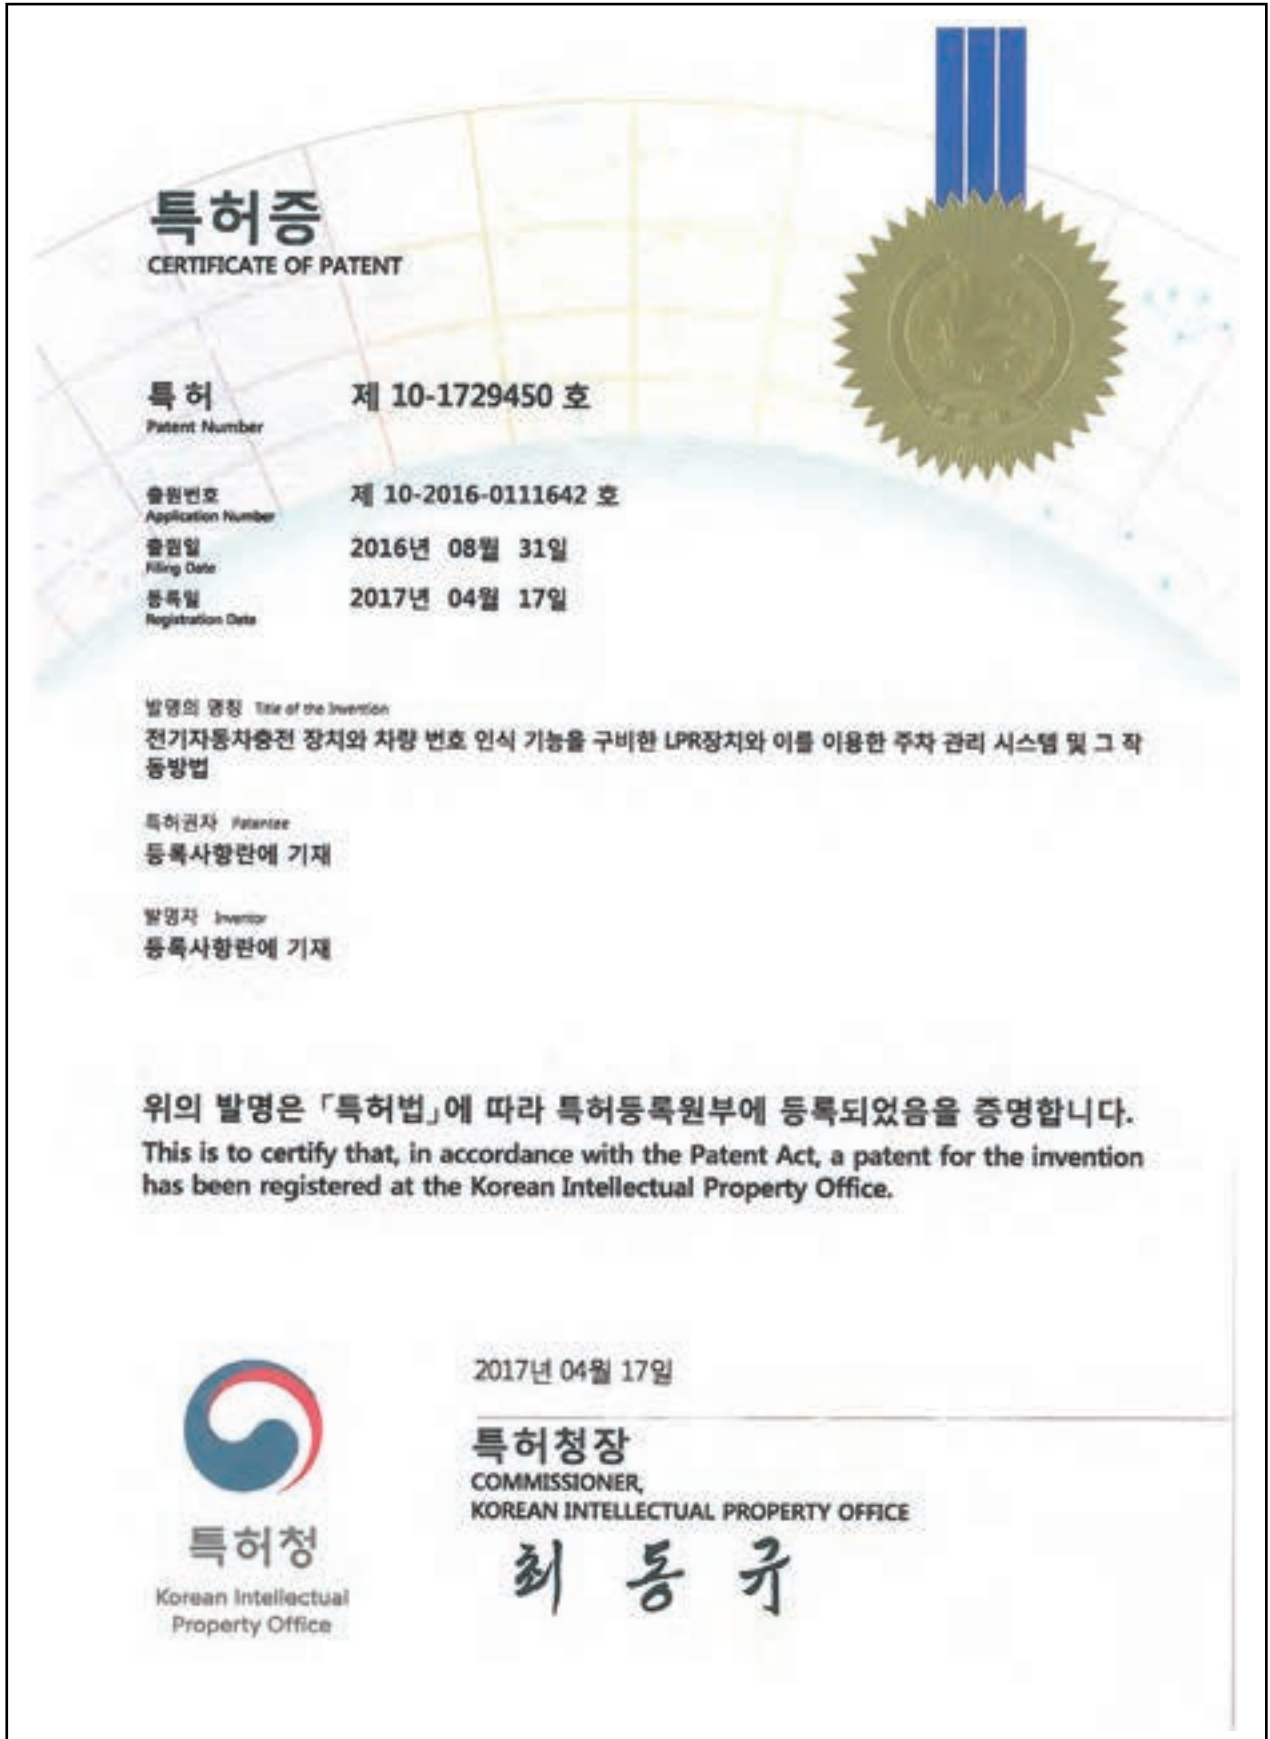 특허증
CERTIFICATE OF PATENT
특 허
Patent Number
제 10-1729450 호
출원번호
Application Number
제 10-2016-0111642 호
출원일
Filing Date
2016년 08월 31일
등록일
Registration Date
2017년 04월 17일
발명의 명칭 Title of the Invention
전기자동차충전 장치와 차량 번호 인식 기능을 구비한 LPR장치와 이를 이용한 주차 관리 시스템 및 그 작
동방법
특허권자 Patentee
등록사항란에 기재
발명자 Inventor
등록사항란에 기재
위의 발명은 「특허법」에 따라 특허등록원부에 등록되었음을 증명합니다.
This is to certify that, in accordance with the Patent Act, a patent for the invention
has been registered at the Korean Intellectual Property Office.
2017년 04월 17일
특허청장
COMMISSIONER,
KOREAN INTELLECTUAL PROPERTY OFFICE
최 동 규
특허청
Korean Intellectual
Property Office